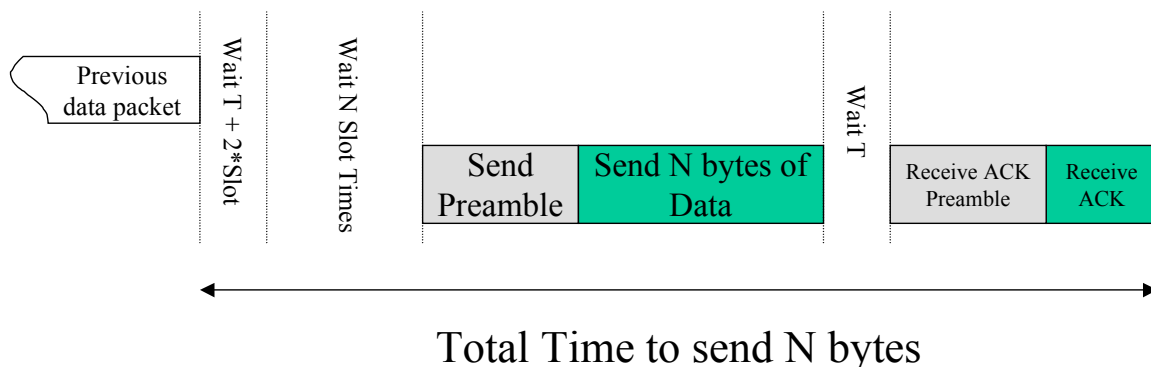 Previous
data packet
Wait T + 2*Slot
Wait N Slot Times
Send
Preamble
Send N bytes of
Data
Wait T
Receive ACK
Preamble
Receive
ACK
Total Time to send N bytes